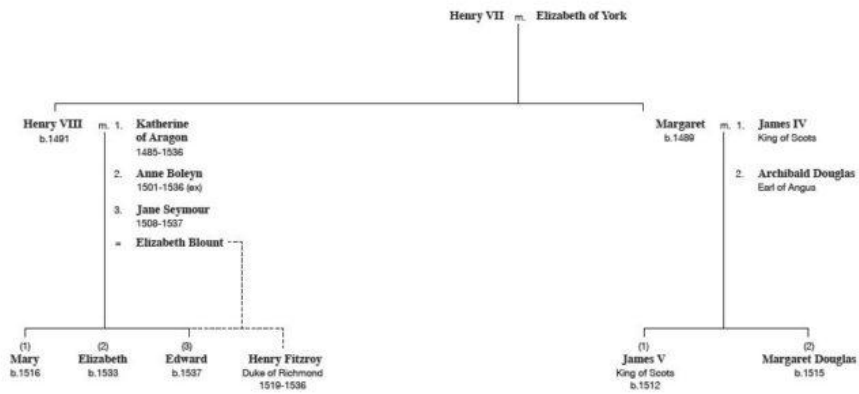 Henry VII m. Elizabeth of York
Henry VIII m. 1. Katherine
of Aragon
b.1491
1485-1536
2. Anne Boleyn
1501-1536 (ex)
3. Jane Seymour
1508-1537
= Elizabeth Blount
Margaret m. 1. James IV
b.1489
King of Scots
2. Archibald Douglas
Earl of Angus
(1)
Mary
b.1516
(2)
Elizabeth
b.1533
(3)
Edward
b.1537
Henry Fitzroy
Duke of Richmond
1519-1536
(1)
James V
King of Scots
b.1512
(2)
Margaret Douglas
b.1515